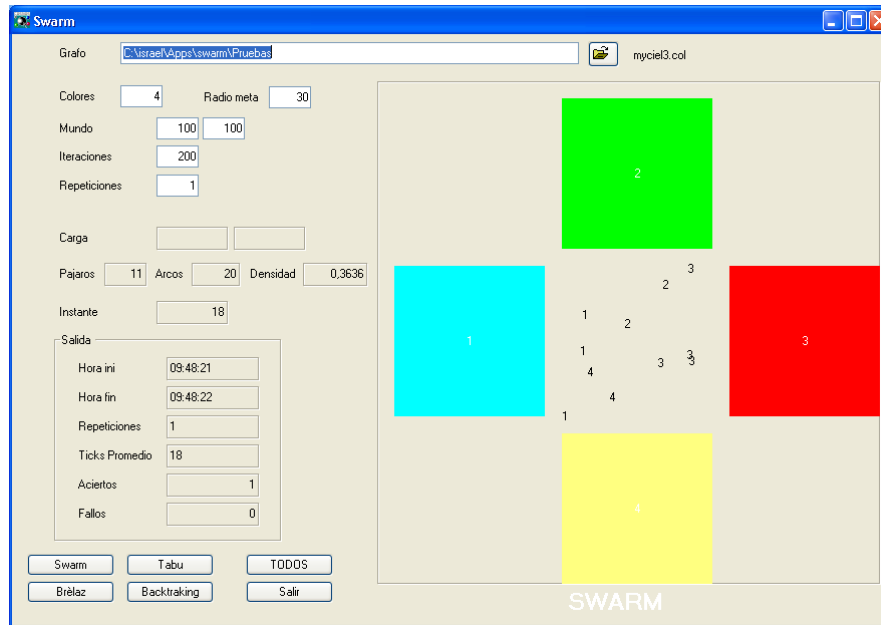 Swarm
Grafo C:\israel\Apps\swarm\Pruebas myciel3.col
Colores 4 Radio meta 30
Mundo 100 100
Iteraciones 200
Repeticiones 1
Carga
Pajaros 11 Arcos 20 Densidad 0,3636
Instante 18
Salida
Hora ini 09:48:21
Hora fin 09:48:22
Repeticiones 1
Ticks Promedio 18
Aciertos 1
Fallos 0
Swarm Tabu TODOS
Brèlaz Backtraking Salir
2
3
2
1
2
1
1
3
3
3
3
4
4
1
4
SWARM